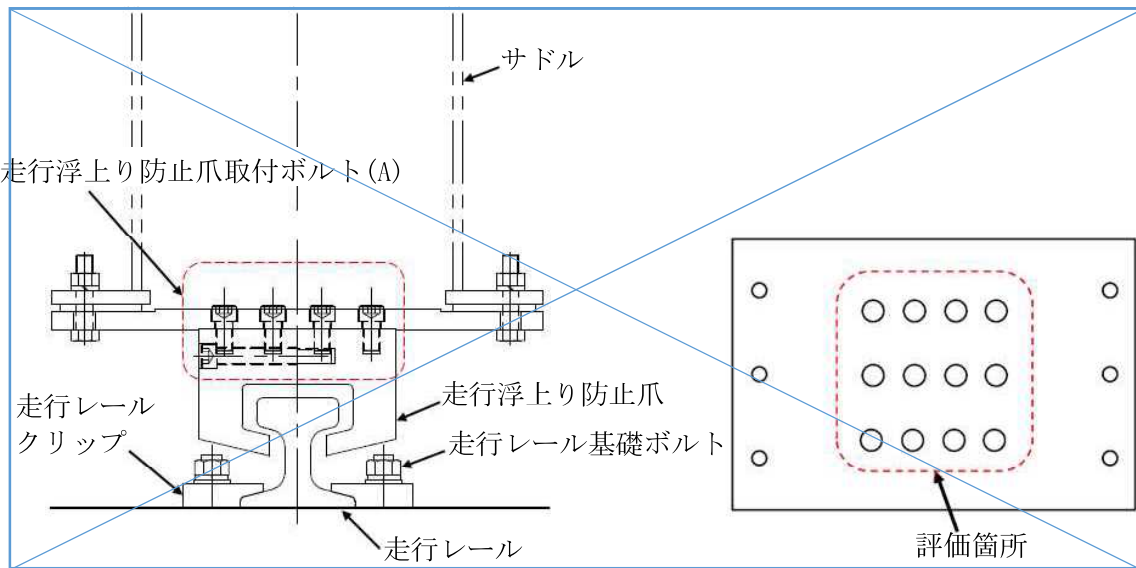 サドル
走行浮上り防止爪取付ボルト(A)
走行レール
クリップ
走行浮上り防止爪
走行レール基礎ボルト
走行レール
評価箇所